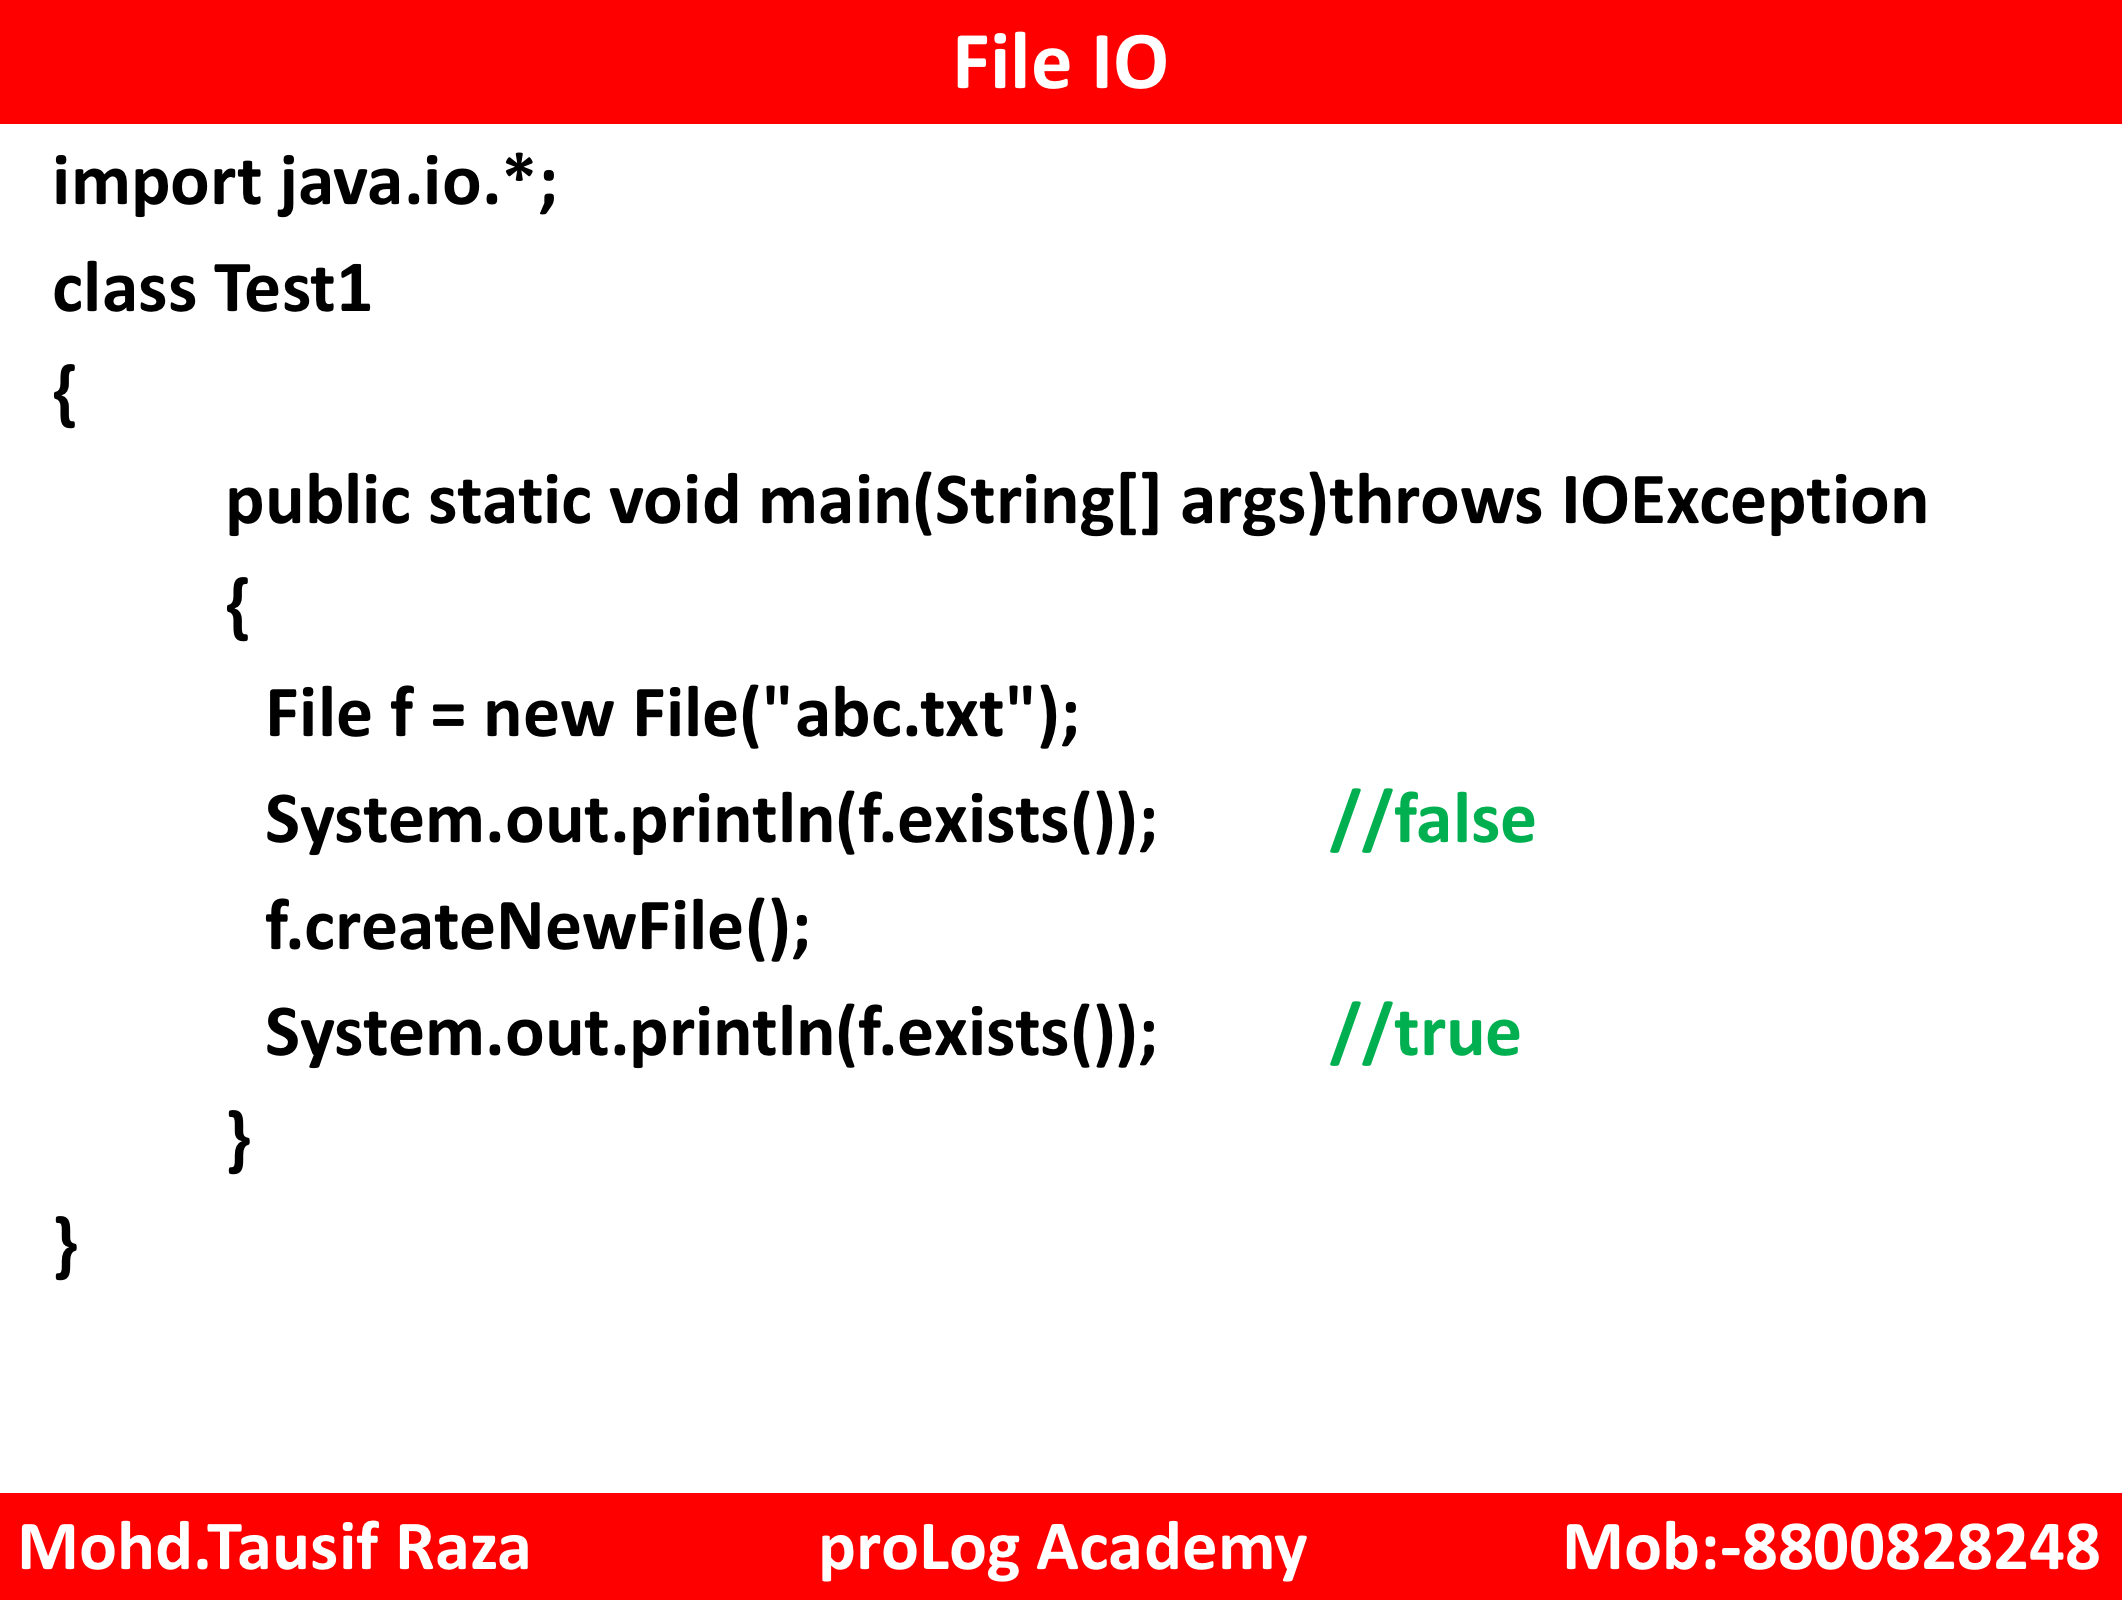 File IO
import java.io.*;
class Test1
{
public static void main(String[] args)throws IOException
{
File f = new File("abc.txt");
System.out.println(f.exists()); //false
f.createNewFile();
System.out.println(f.exists()); //true
}
}
Mohd.Tausif Raza proLog Academy Mob:-8800828248